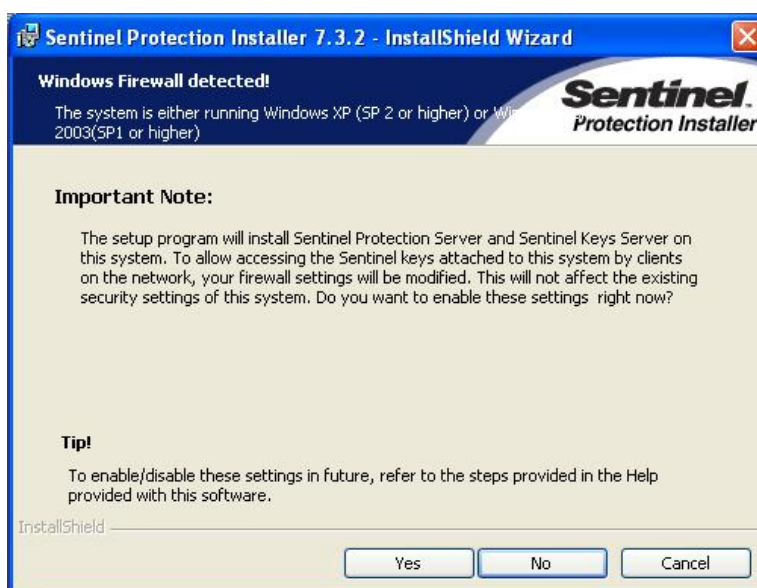 Sentinel Protection Installer 7.3.2 - InstallShield Wizard
Windows Firewall detected!
The system is either running Windows XP (SP 2 or higher) or
2003(SP1 or higher)
Sentinel.
Protection Installer
Important Note:
The setup program will install Sentinel Protection Server and Sentinel Keys Server on
this system. To allow accessing the Sentinel keys attached to this system by clients
on the network, your firewall settings will be modified. This will not affect the existing
security settings of this system. Do you want to enable these settings right now?
Tip!
To enable/disable these settings in future, refer to the steps provided in the Help
provided with this software.
InstallShield
Yes
No
Cancel